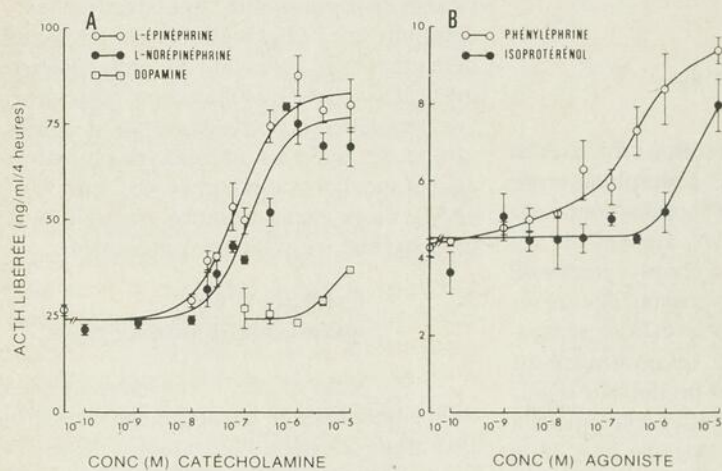 A
L-ÉPINÉPHRINE
L-NORÉPINÉPHRINE
DOPAMINE
100
75
50
25
0
ACTH LIBÉRÉE (ng/ml/4 heures)
10⁻¹⁰ 10⁻⁹ 10⁻⁸ 10⁻⁷ 10⁻⁶ 10⁻⁵
CONC (M) CATÉCHOLAMINE
B
PHÉNYLÉPHRINE
ISOPROTÉRÉNOL
10
8
6
4
2
0
10⁻¹⁰ 10⁻⁹ 10⁻⁸ 10⁻⁷ 10⁻⁶ 10⁻⁵
CONC (M) AGONISTE